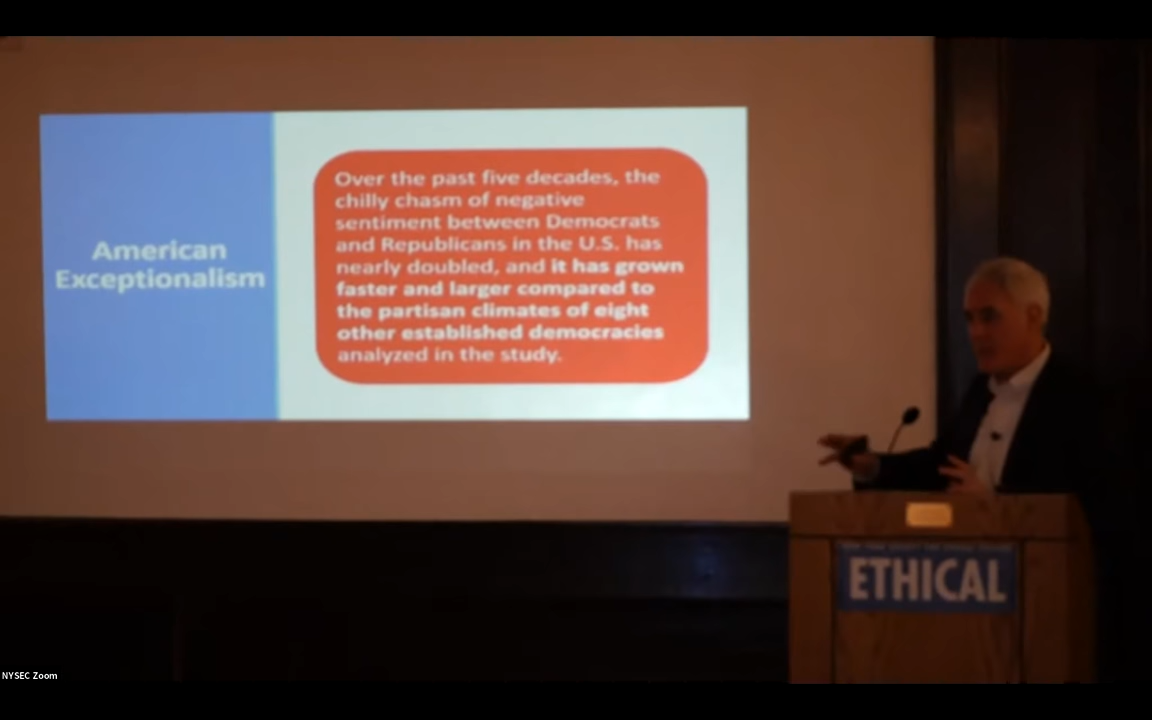 American
Exceptionalism
Over the past five decades, the
chilly chasm of negative
sentiment between Democrats
and Republicans in the U.S. has
nearly doubled, and it has grown
faster and larger compared to
the partisan climates of eight
other established democracies
analyzed in the study.
ETHICAL
NYSEC Zoom